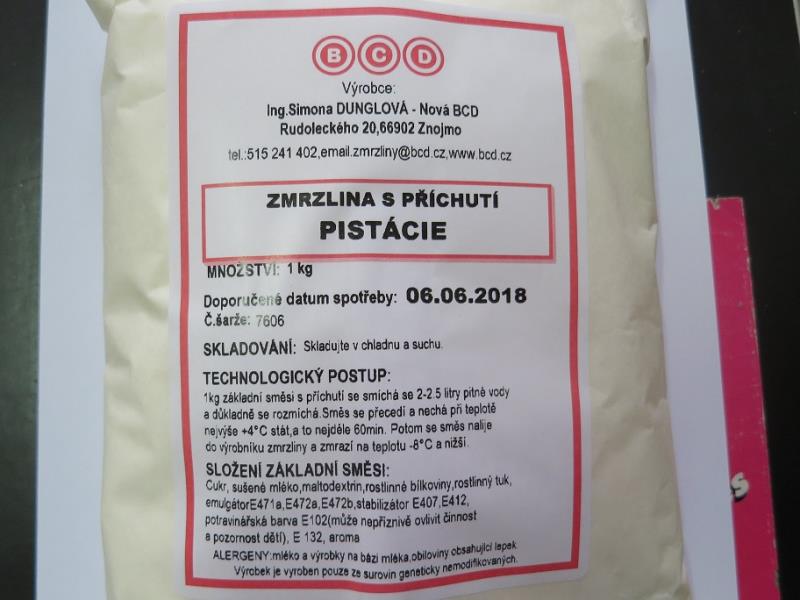 B C D
Výrobce:
Ing.Simona DUNGLOVÁ - Nová BCD
Rudoleckého 20,66902 Znojmo
tel.:515 241 402,email.zmrzliny@bcd.cz,www.bcd.cz
ZMRZLINA S PŘÍCHUTÍ
PISTÁCIE
MNOŽSTVÍ: 1 kg
Doporučené datum spotřeby: 06.06.2018
Č.šarže: 7606
SKLADOVÁNÍ: Skladujte v chladnu a suchu.
TECHNOLOGICKÝ POSTUP:
1kg základní směsi s příchutí se smíchá se 2-2.5 litry pitné vody
a důkladně se rozmíchá.Směs se přecedí a nechá při teplotě
nejvýše +4°C stát,a to nejdéle 60min. Potom se směs nalije
do výrobníku zmrzliny a zmrazí na teplotu -8°C a nižší.
SLOŽENÍ ZÁKLADNÍ SMĚSI:
Cukr, sušené mléko,maltodextrin,rostlinné bílkoviny,rostlinný tuk,
emulgátorE471a,E472a,E472b,stabilizátor E407,E412,
potravinářská barva E102(může nepříznivě ovlivit činnost
a pozornost dětí), E 132, aroma
ALERGENY:mléko a výrobky na bázi mléka,obiloviny obsahující lepek
Výrobek je vyroben pouze ze surovin geneticky nemodifikovaných.